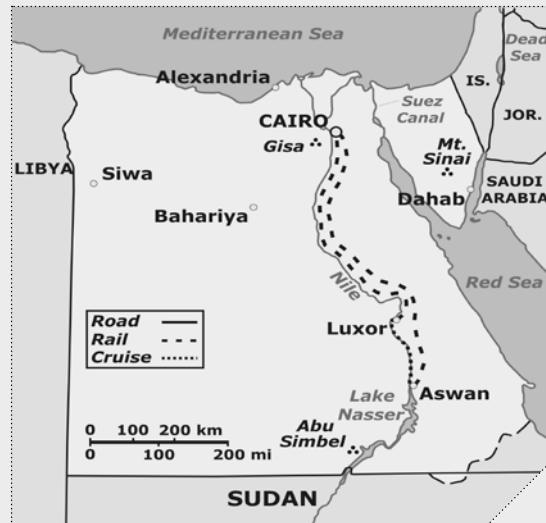 Mediterranean Sea
Dead
Sea
Alexandria
IS.
Suez
Canal
CAIRO
JOR.
Gisa
Mt.
Sinai
LIBYA
Siwa
SAUDI
ARABIA
Dahab
Bahariya
Nile
Red Sea
Road
Rail
Cruise
Luxor
Lake
Nasser
Aswan
Abu
Simbel
0 100 200 km
0 100 200 mi
SUDAN